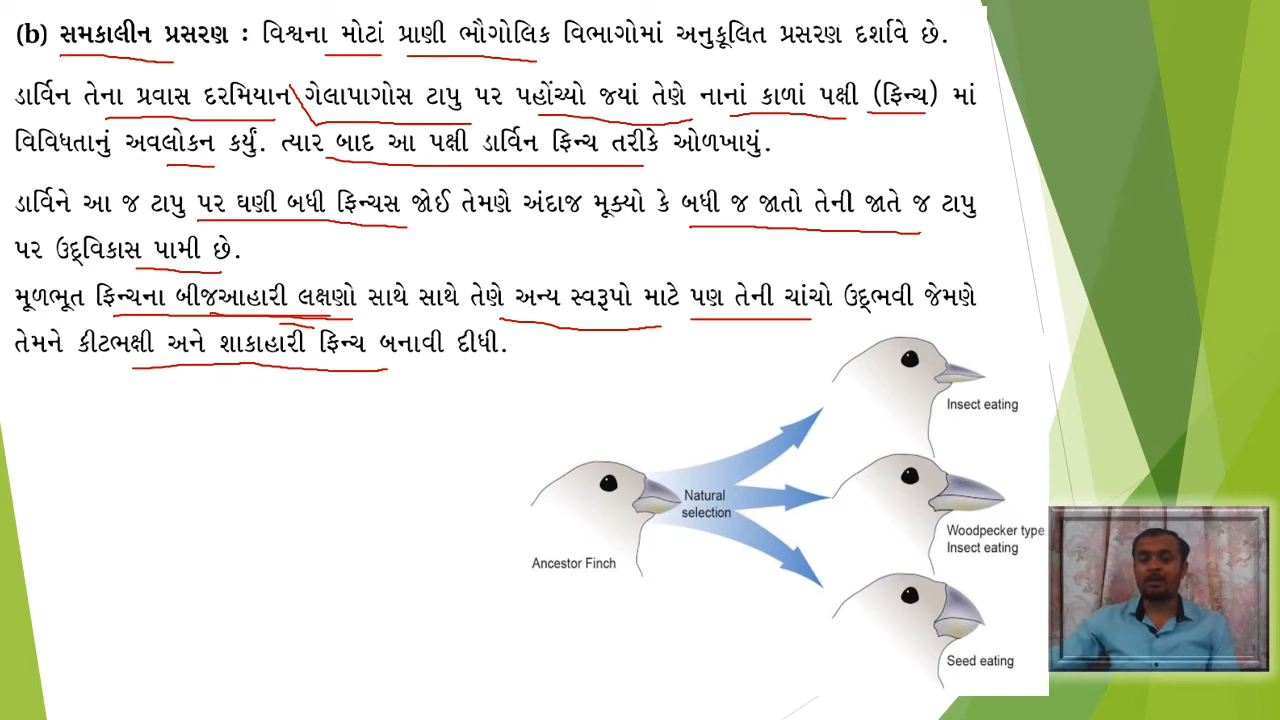 (b) સમકાલીન પ્રસરણ : વિશ્વના મોટાં પ્રાણી ભૌગોલિક વિભાગોમાં અનુકૂલિત પ્રસરણ દર્શાવે છે.
ડાર્વિન તેના પ્રવાસ દરમિયાન ગેલાપાગોસ ટાપુ પર પહોંચ્યો જ્યાં તેણે નાનાં કાળાં પક્ષી (ફિન્ચ) માં
વિવિધતાનું અવલોકન કર્યું. ત્યાર બાદ આ પક્ષી ડાર્વિન ફિન્ચ તરીકે ઓળખાયું.
ડાર્વિને આ જ ટાપુ પર ઘણી બધી ફિન્ચસ જોઈ તેમણે અંદાજ મૂક્યો કે બધી જ જાતો તેની જાતે જ ટાપુ
પર ઉદ્દવિકાસ પામી છે.
મૂળભૂત ફિન્ચના બીજઆહારી લક્ષણો સાથે સાથે તેણે અન્ય સ્વરૂપો માટે પણ તેની ચાંચો ઉદ્દભવી જેમણે
તેમને કીટભક્ષી અને શાકાહારી ફિન્ચ બનાવી દીધી.
Insect eating
Natural
selection
Woodpecker type
Insect eating
Ancestor Finch
Seed eating